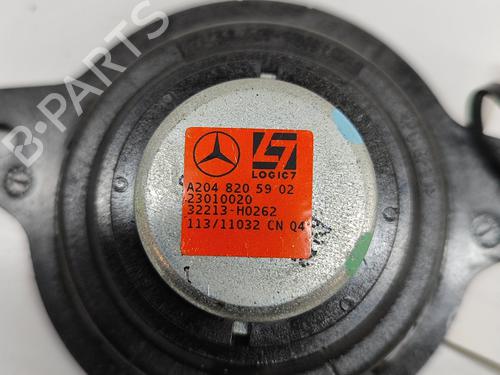 B-PARTS
LOGIC7
A204 820 59 02
23010020
32213-H0262
113/11032 CN Q4